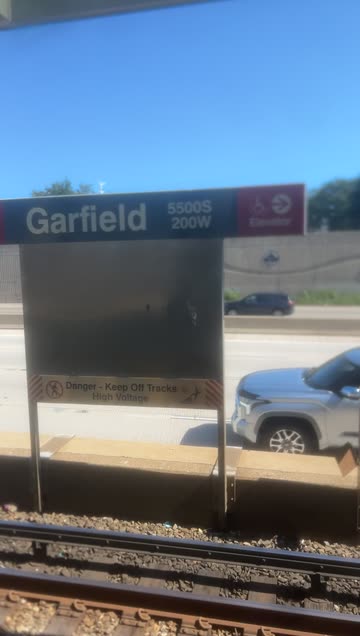 Garfield
5500S
200W
Elevator
Danger - Keep Off Tracks
High Voltage